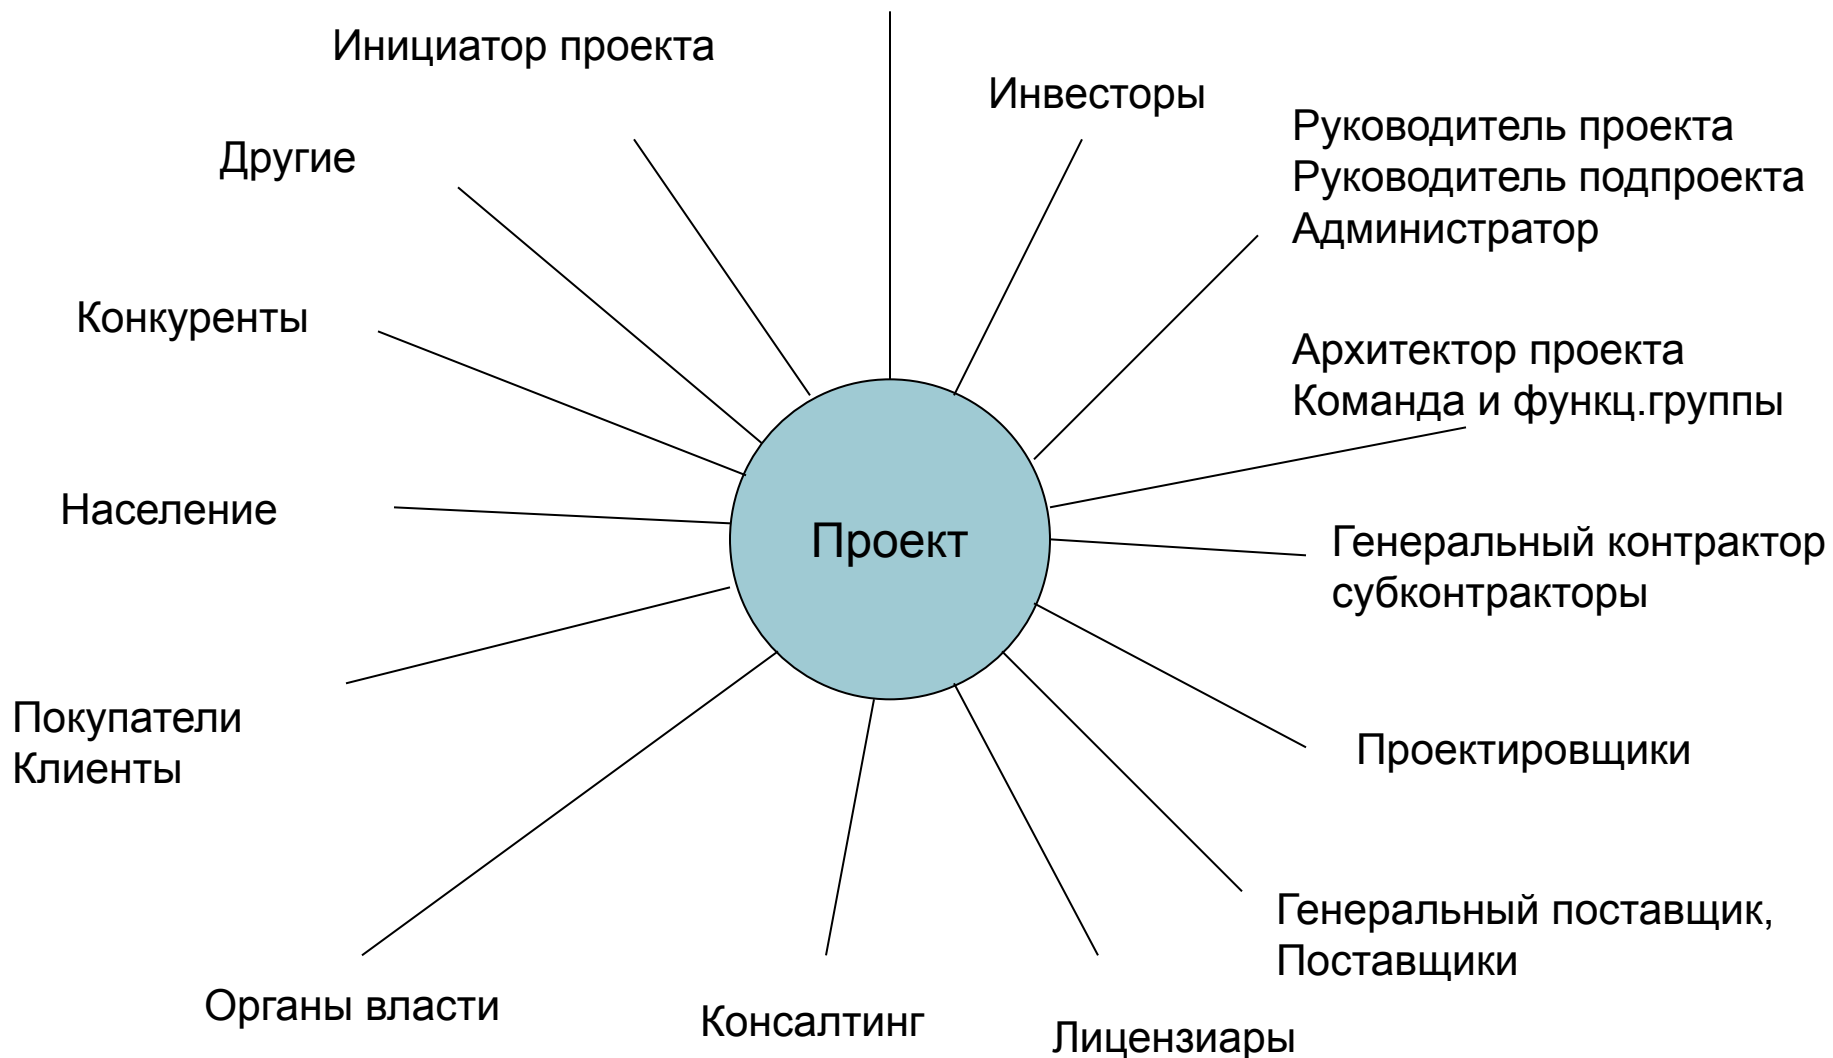 Инициатор проекта
Инвесторы
Руководитель проекта
Руководитель подпроекта
Администратор
Другие
Конкуренты
Архитектор проекта
Команда и функц.группы
Население
Проект
Генеральный контрактор
субконтракторы
Покупатели
Клиенты
Проектировщики
Генеральный поставщик,
Поставщики
Органы власти
Консалтинг
Лицензиары